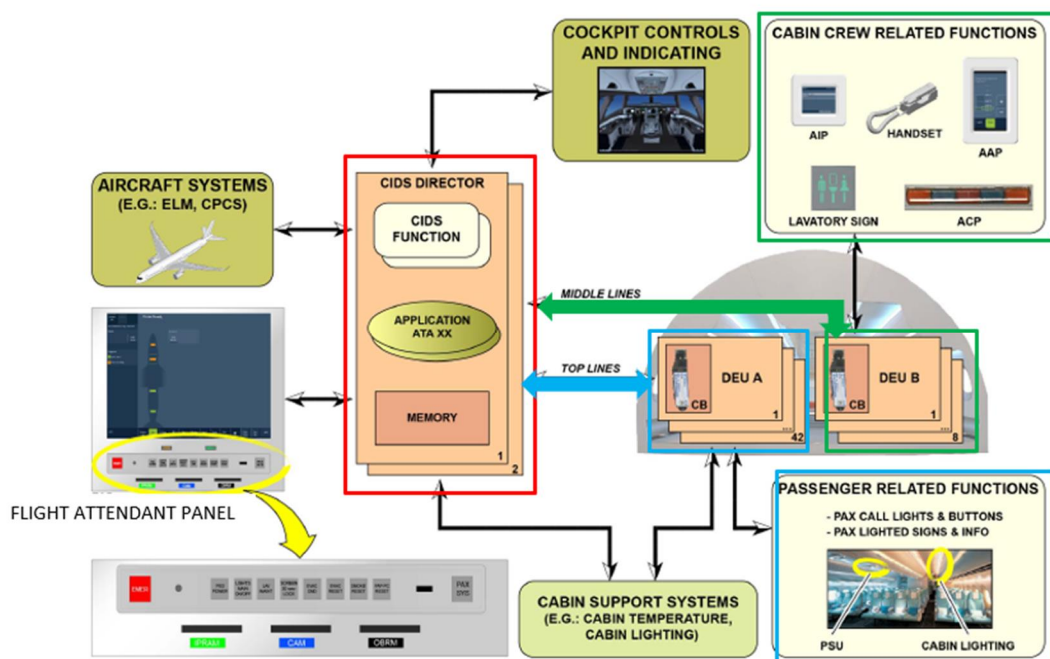 COCKPIT CONTROLS
AND INDICATING
CABIN CREW RELATED FUNCTIONS
AIP
HANDSET
AAP
LAVATORY SIGN
ACP
AIRCRAFT SYSTEMS
(E.G.: ELM, CPCS)
CIDS DIRECTOR
CIDS
FUNCTION
APPLICATION
ATA XX
MEMORY
1
2
MIDDLE LINES
TOP LINES
DEU A
CB
1
...
42
DEU B
CB
1
...
8
FLIGHT ATTENDANT PANEL
EMER
PAX
SYS
IPRAM
CAM
OBRM
CABIN SUPPORT SYSTEMS
(E.G.: CABIN TEMPERATURE,
CABIN LIGHTING)
PASSENGER RELATED FUNCTIONS
- PAX CALL LIGHTS & BUTTONS
- PAX LIGHTED SIGNS & INFO
PSU
CABIN LIGHTING